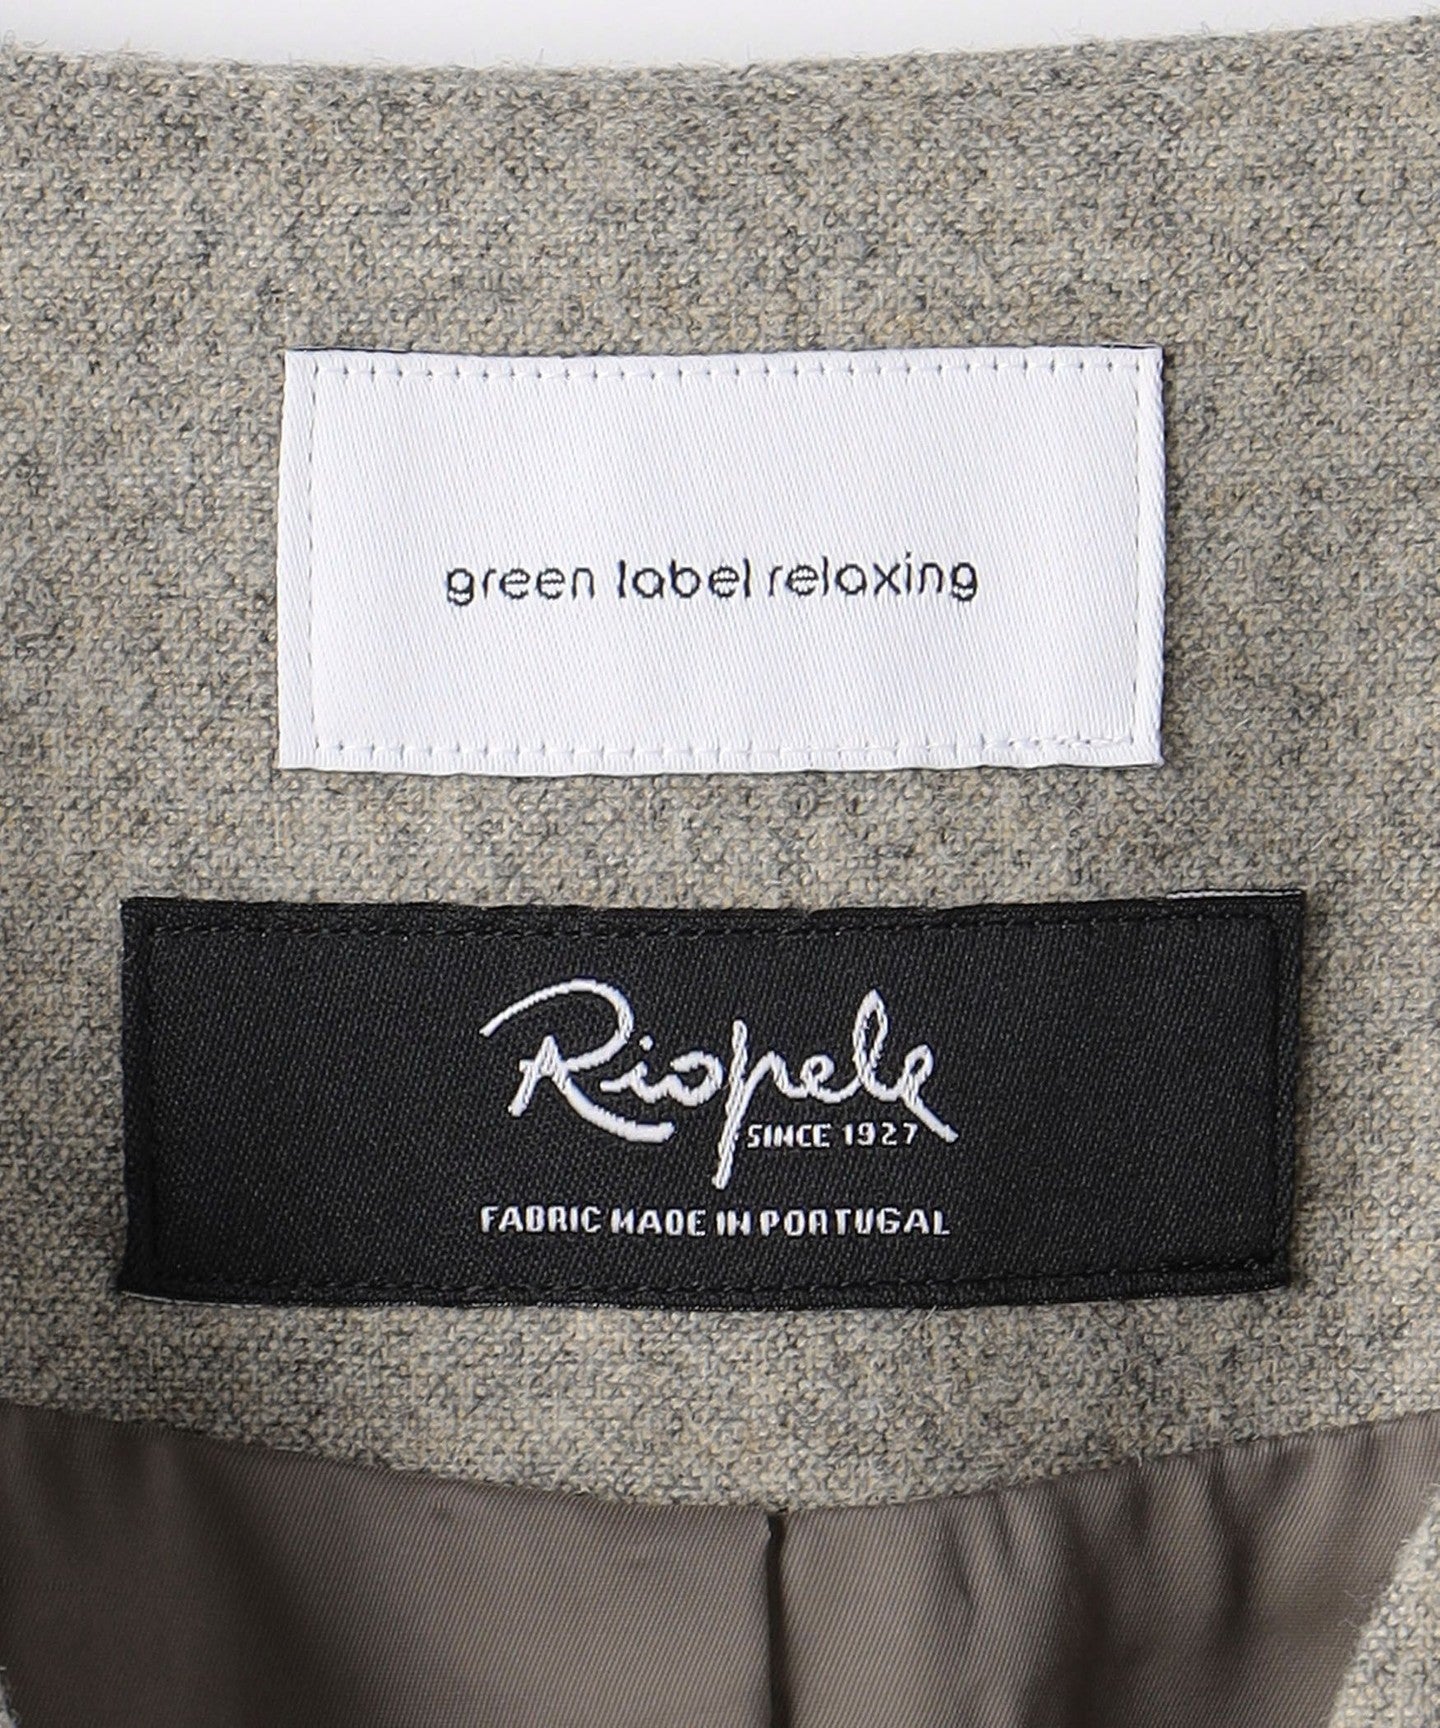 green label relaxing
Riopele
SINCE 1927
FABRIC MADE IN PORTUGAL